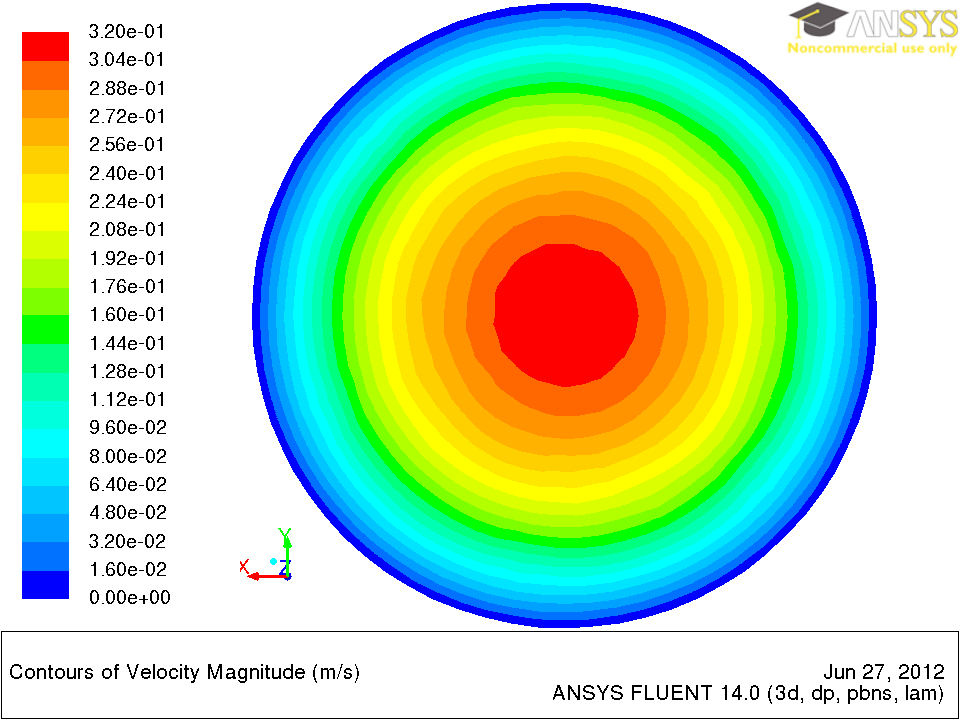 3.20e-01
3.04e-01
2.88e-01
2.72e-01
2.56e-01
2.40e-01
2.24e-01
2.08e-01
1.92e-01
1.76e-01
1.60e-01
1.44e-01
1.28e-01
1.12e-01
9.60e-02
8.00e-02
6.40e-02
4.80e-02
3.20e-02
1.60e-02
0.00e+00
ANSYS
Noncommercial use only
Y
X
Z
Contours of Velocity Magnitude (m/s)
Jun 27, 2012
ANSYS FLUENT 14.0 (3d, dp, pbns, lam)